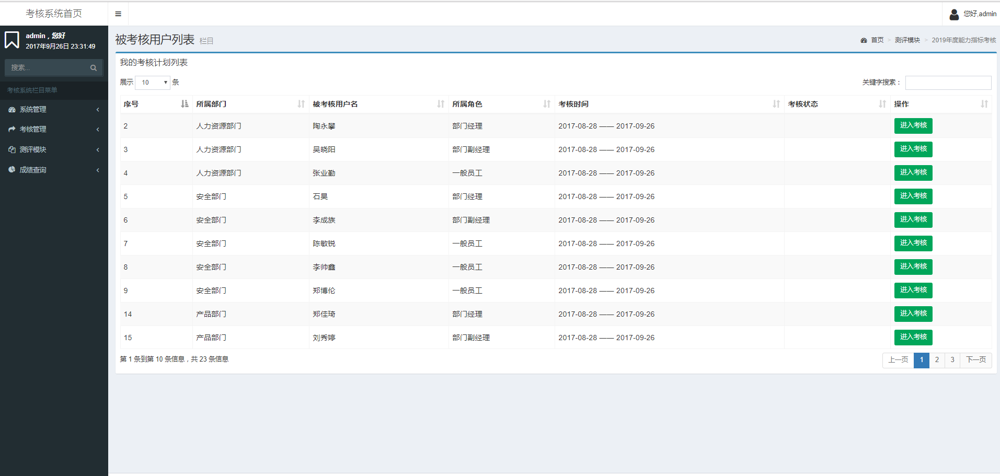 考核系统首页
您好,admin
admin，您好
2017年9月26日 23:31:49
搜索...
考核系统栏目菜单
系统管理
考核管理
测评模块
成绩查询
被考核用户列表 栏目
首页 > 测评模块 > 2019年度能力指标考核
我的考核计划列表
展示 10 条
关键字搜索：
序号 所属部门 被考核用户名 所属角色 考核时间 考核状态 操作
2 人力资源部门 陶永攀 部门经理 2017-08-28 —— 2017-09-26 进入考核
3 人力资源部门 吴晓阳 部门副经理 2017-08-28 —— 2017-09-26 进入考核
4 人力资源部门 张业勤 一般员工 2017-08-28 —— 2017-09-26 进入考核
5 安全部门 石昊 部门经理 2017-08-28 —— 2017-09-26 进入考核
6 安全部门 李成族 部门副经理 2017-08-28 —— 2017-09-26 进入考核
7 安全部门 陈敏锐 一般员工 2017-08-28 —— 2017-09-26 进入考核
8 安全部门 李帅鑫 一般员工 2017-08-28 —— 2017-09-26 进入考核
9 安全部门 郑博伦 一般员工 2017-08-28 —— 2017-09-26 进入考核
14 产品部门 郑佳琦 部门经理 2017-08-28 —— 2017-09-26 进入考核
15 产品部门 刘秀婷 部门副经理 2017-08-28 —— 2017-09-26 进入考核
第 1 条到第 10 条信息，共 23 条信息
上一页 1 2 3 下一页